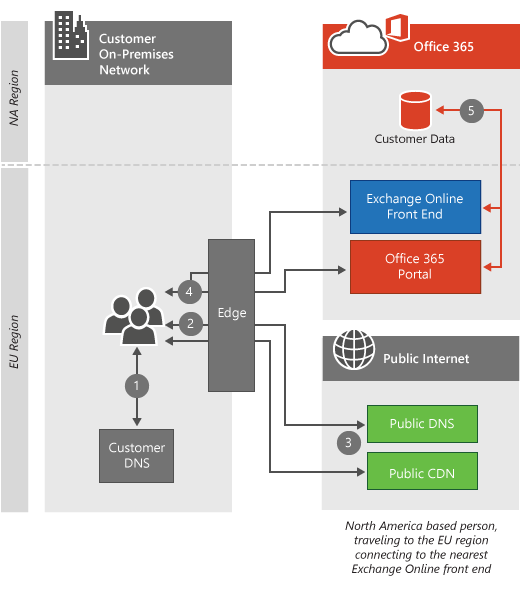 NA Region
EU Region
Customer
On-Premises
Network
Office 365
5
Customer Data
Exchange Online
Front End
Office 365
Portal
4
Edge
2
1
Customer
DNS
Public Internet
Public DNS
3
Public CDN
North America based person,
traveling to the EU region
connecting to the nearest
Exchange Online front end